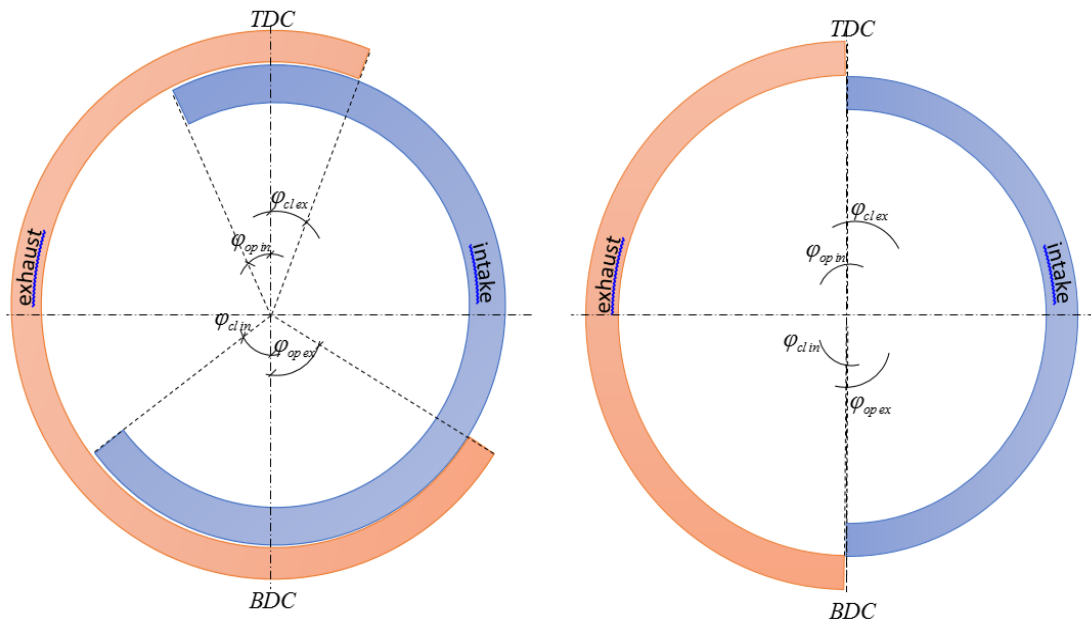 TDC
φcl ex
φop in
exhaust
intake
φcl in
φop ex
BDC
TDC
φcl ex
φop in
exhaust
intake
φcl in
φop ex
BDC